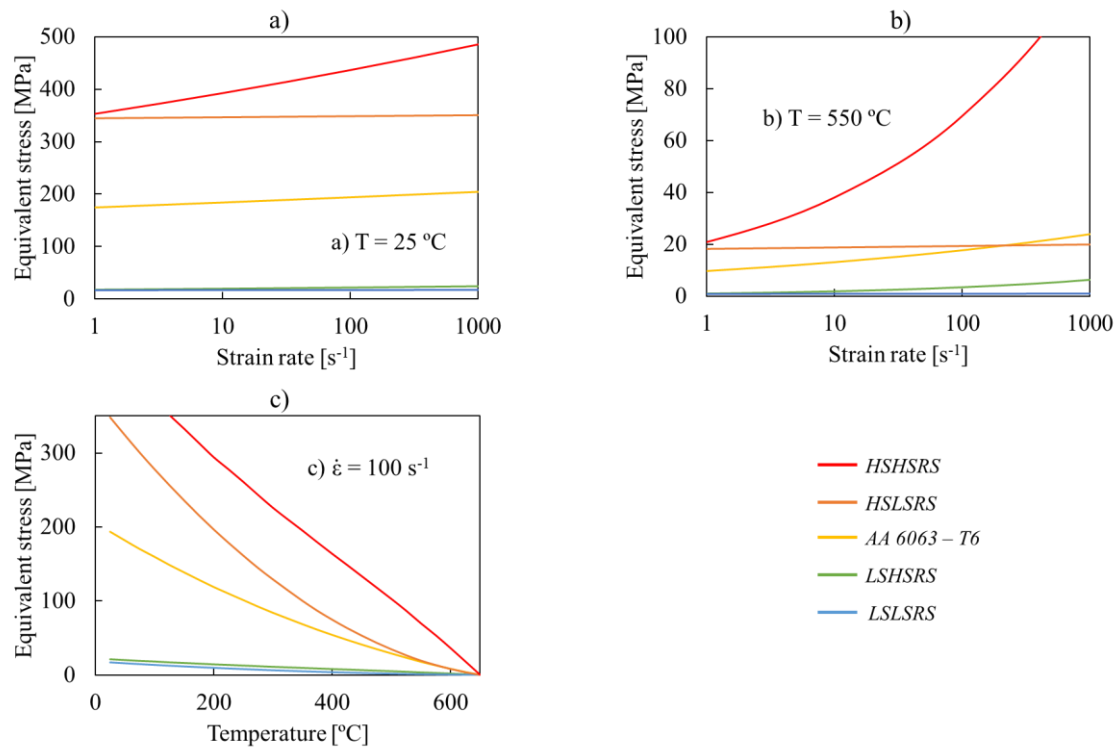 a)
500
400
300
200
100
0
Equivalent stress [MPa]
a) T = 25 ºC
1
10
100
1000
Strain rate [s-1]
b)
100
80
60
40
20
0
Equivalent stress [MPa]
b) T = 550 ºC
1
10
100
1000
Strain rate [s-1]
c)
300
200
100
0
Equivalent stress [MPa]
c) ε̇ = 100 s-1
0
200
400
600
Temperature [ºC]
HSHSRS
HSLSRS
AA 6063 – T6
LSHSRS
LSLSRS